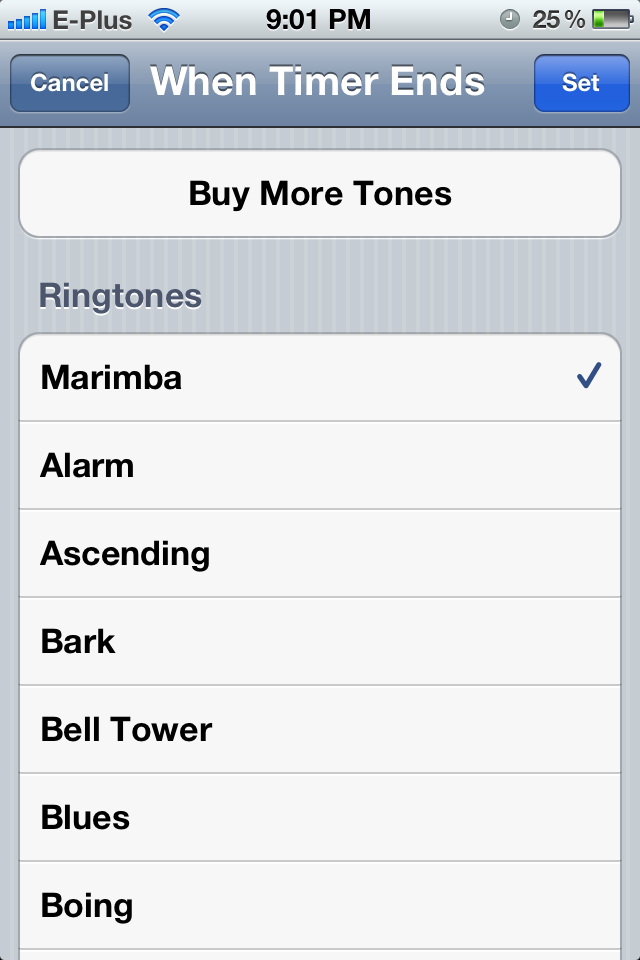 E-Plus 9:01 PM 25 %
Cancel When Timer Ends Set
Buy More Tones
Ringtones
Marimba
Alarm
Ascending
Bark
Bell Tower
Blues
Boing